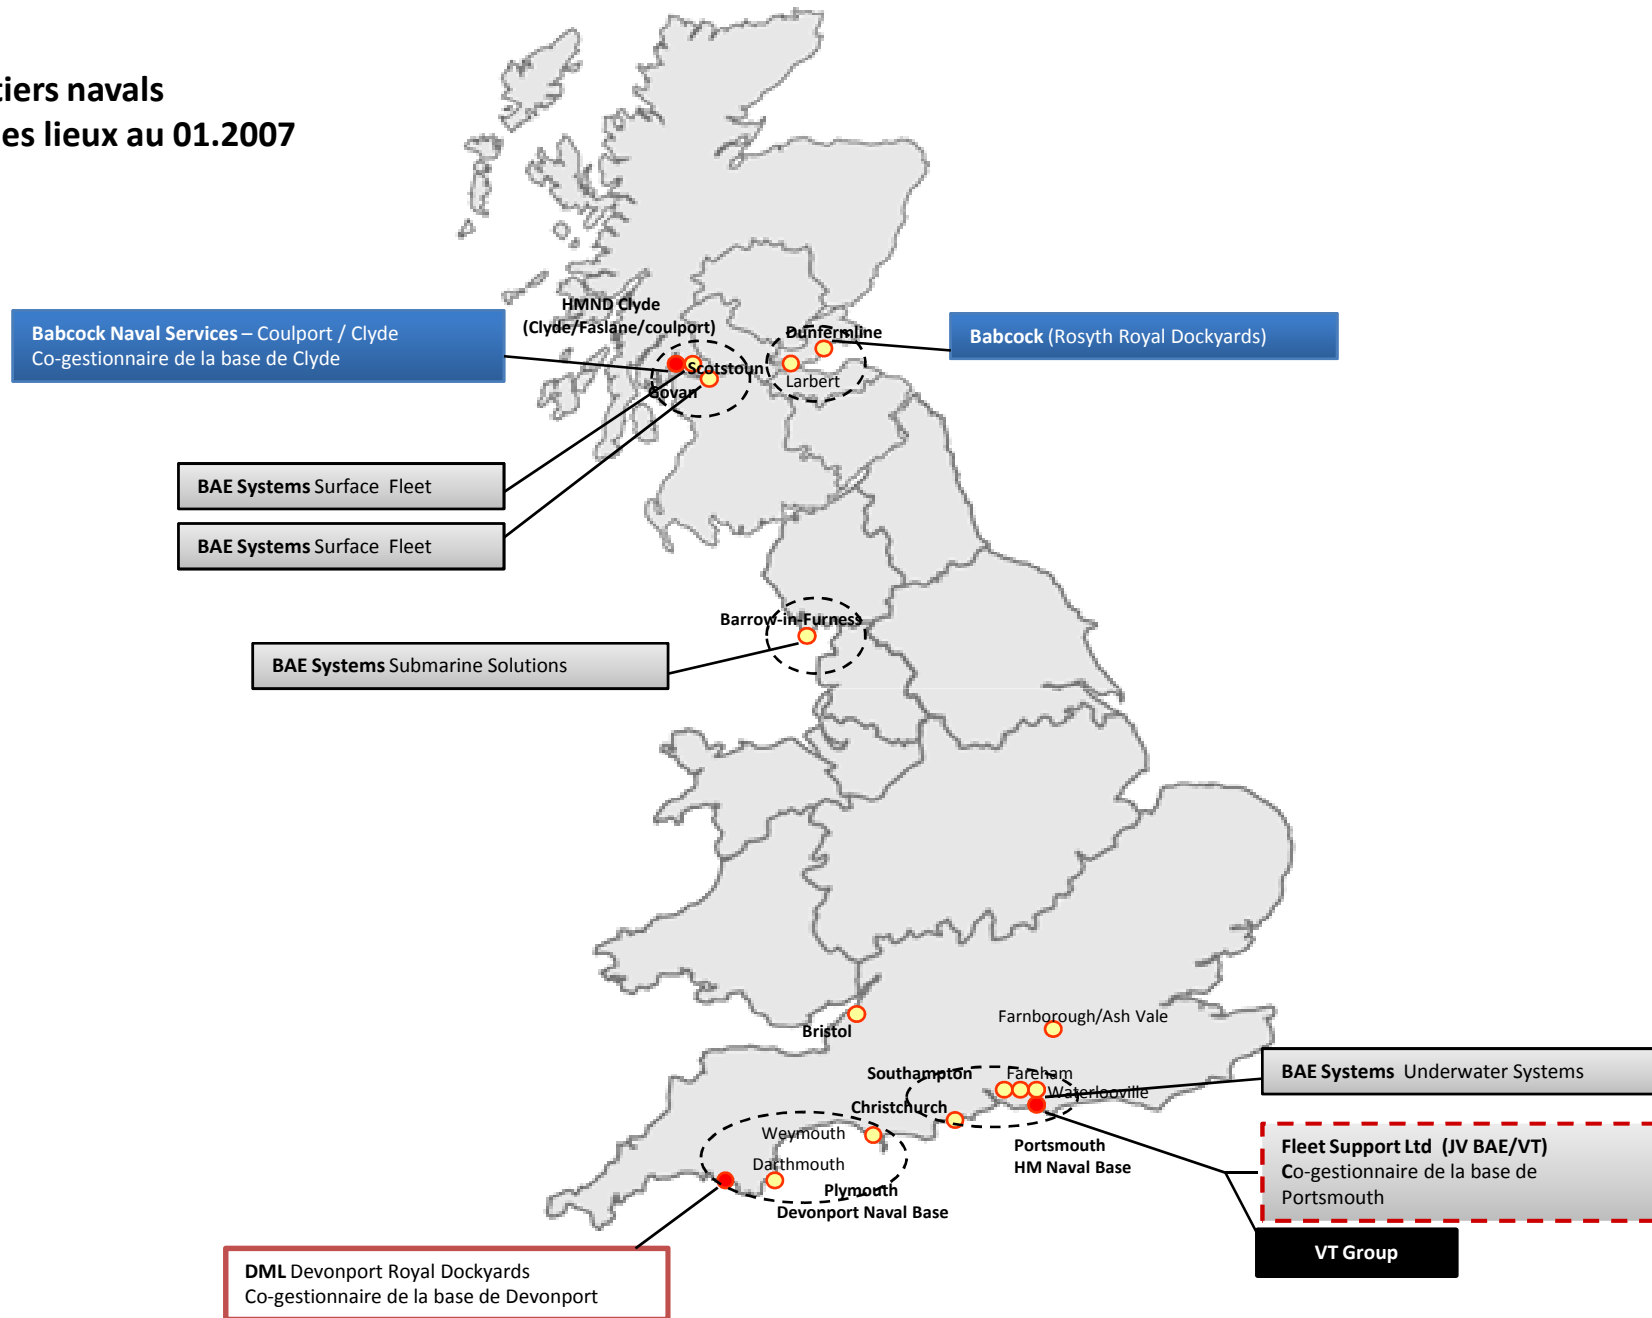 tiers navals
es lieux au 01.2007
HMND Clyde
(Clyde/Faslane/coulport)
Babcock Naval Services – Coulport / Clyde
Co-gestionnaire de la base de Clyde
Dunfermline
Babcock (Rosyth Royal Dockyards)
Scotstoun
Larbert
Govan
BAE Systems Surface Fleet
BAE Systems Surface Fleet
Barrow-in-Furness
BAE Systems Submarine Solutions
Bristol
Farnborough/Ash Vale
Southampton
Fareham
BAE Systems Underwater Systems
Waterlooville
Christchurch
Weymouth
Portsmouth
HM Naval Base
Fleet Support Ltd (JV BAE/VT)
Co-gestionnaire de la base de
Portsmouth
Darthmouth
Plymouth
Devonport Naval Base
VT Group
DML Devonport Royal Dockyards
Co-gestionnaire de la base de Devonport